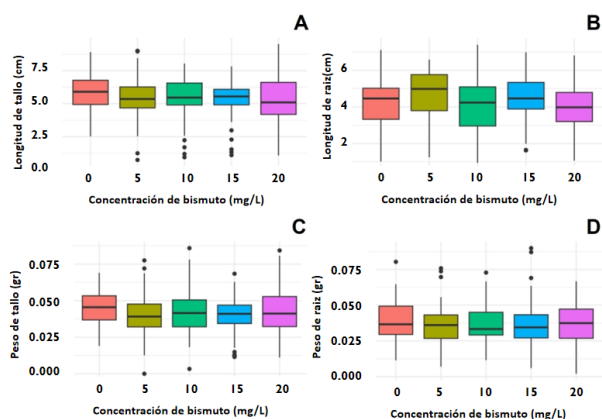 A
Longitud de tallo (cm)
7.5
5.0
2.5
0.0
0 5 10 15 20
Concentración de bismuto (mg/L)
B
Longitud de raiz(cm)
6
4
2
0 5 10 15 20
Concentración de bismuto (mg/L)
C
Peso de tallo (gr)
0.075
0.050
0.025
0.000
0 5 10 15 20
Concentración de bismuto (mg/L)
D
Peso de raiz (gr)
0.075
0.050
0.025
0.000
0 5 10 15 20
Concentración de bismuto (mg/L)